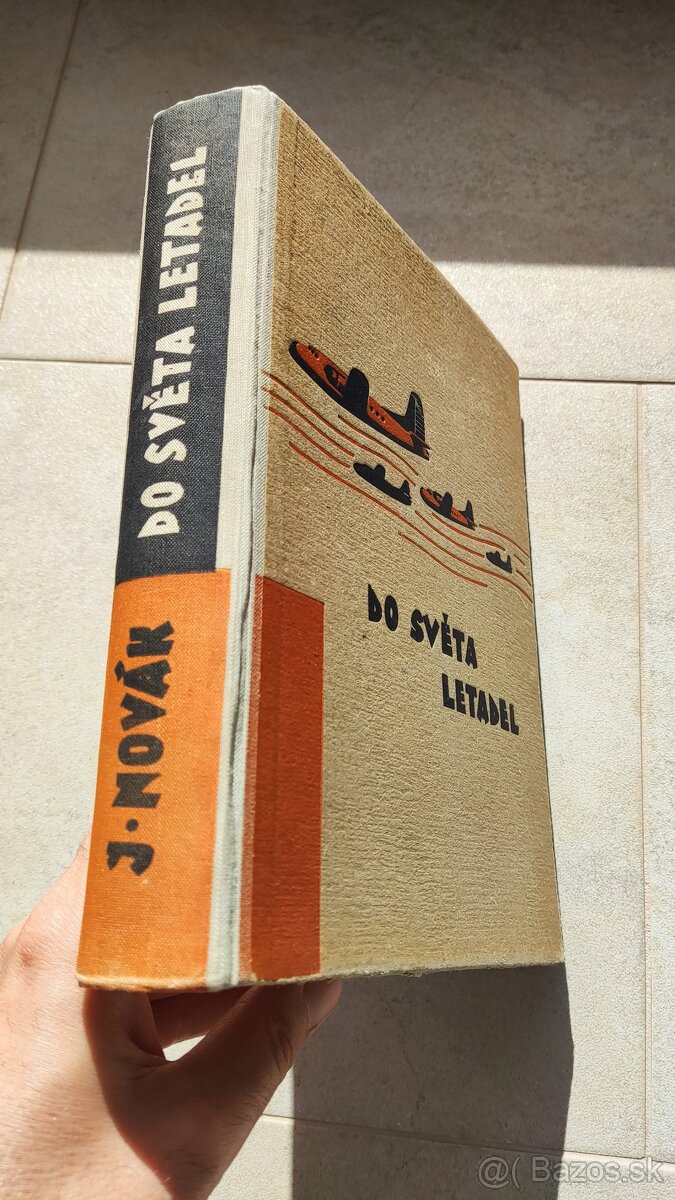 DO SVĚTA LETADEL
J. NOVÁK
DO SVĚTA
LETADEL
@( Bazos.sk